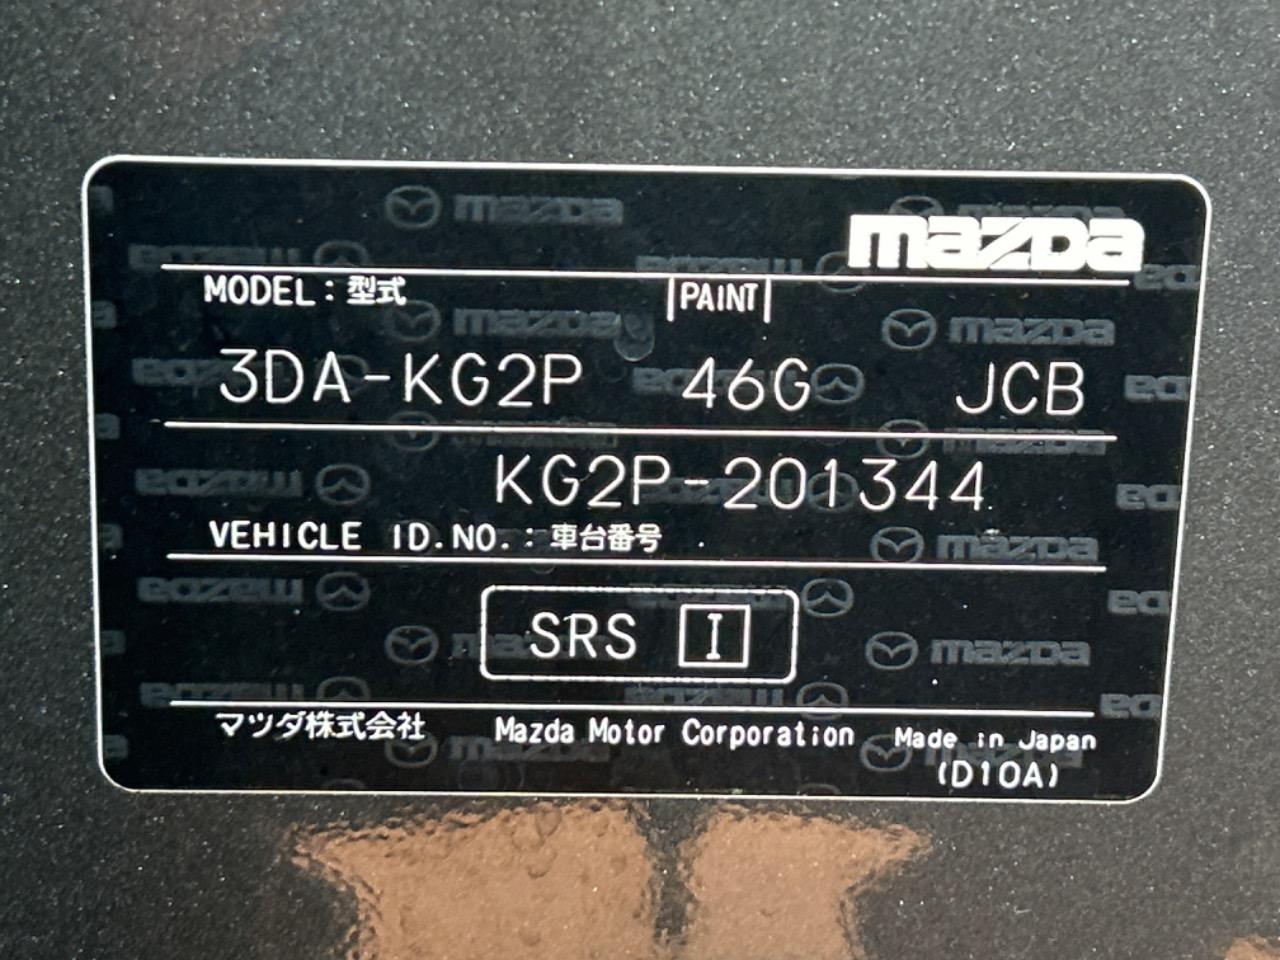 mazda
MODEL：型式 PAINT
3DA-KG2P 46G JCB
KG2P-201344
VEHICLE ID.NO.：車台番号
SRS I
マツダ株式会社 Mazda Motor Corporation Made in Japan
(D10A)